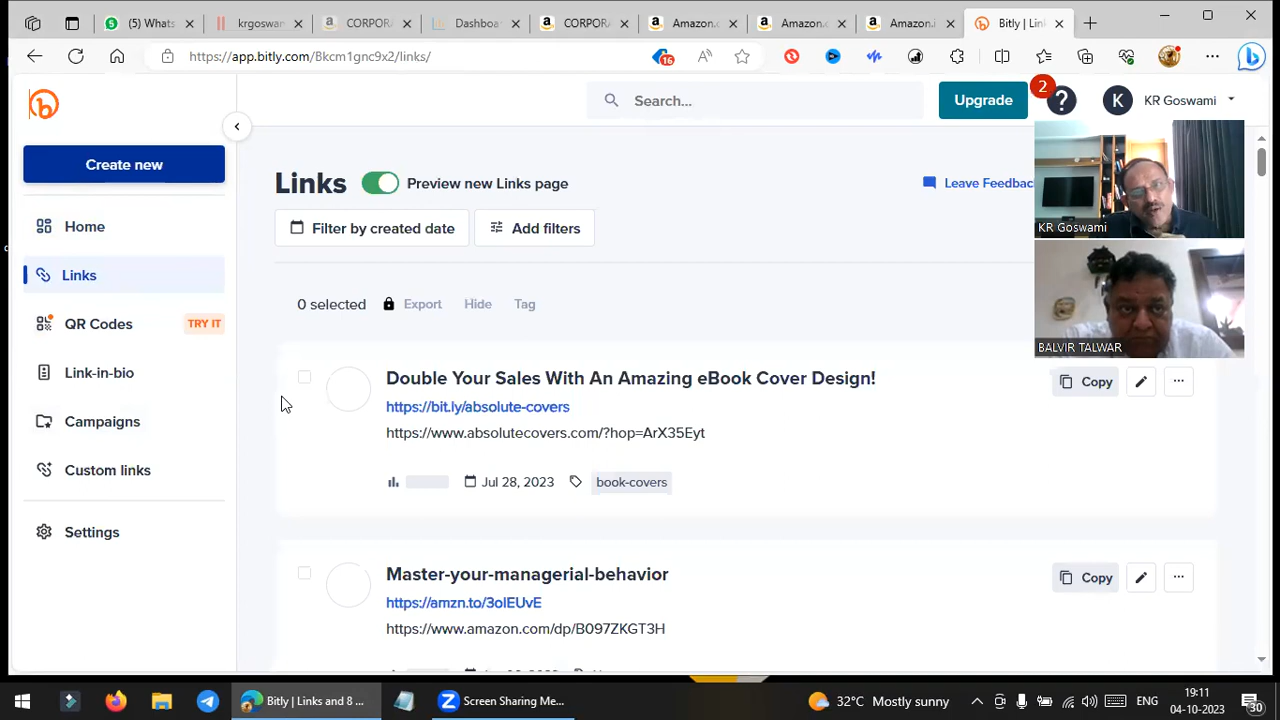 (5) Whats
krgoswan
CORPOR
Dashboa
CORPOR
Amazon.c
Amazon.c
Amazon.i
Bitly | Link
https://app.bitly.com/Bkcm1gnc9x2/links/
16
Search...
Upgrade
2
K
KR Goswami
Create new
Home
Links
QR Codes
TRY IT
Link-in-bio
Campaigns
Custom links
Settings
Links
Preview new Links page
Leave Feedbac
Filter by created date
Add filters
0 selected
Export
Hide
Tag
KR Goswami
BALVIR TALWAR
Double Your Sales With An Amazing eBook Cover Design!
https://bit.ly/absolute-covers
https://www.absolutecovers.com/?hop=ArX35Eyt
Jul 28, 2023
book-covers
Copy
Master-your-managerial-behavior
https://amzn.to/3olEUvE
https://www.amazon.com/dp/B097ZKGT3H
Copy
Bitly | Links and 8 ...
Screen Sharing Me...
32°C Mostly sunny
ENG
19:11
04-10-2023
30